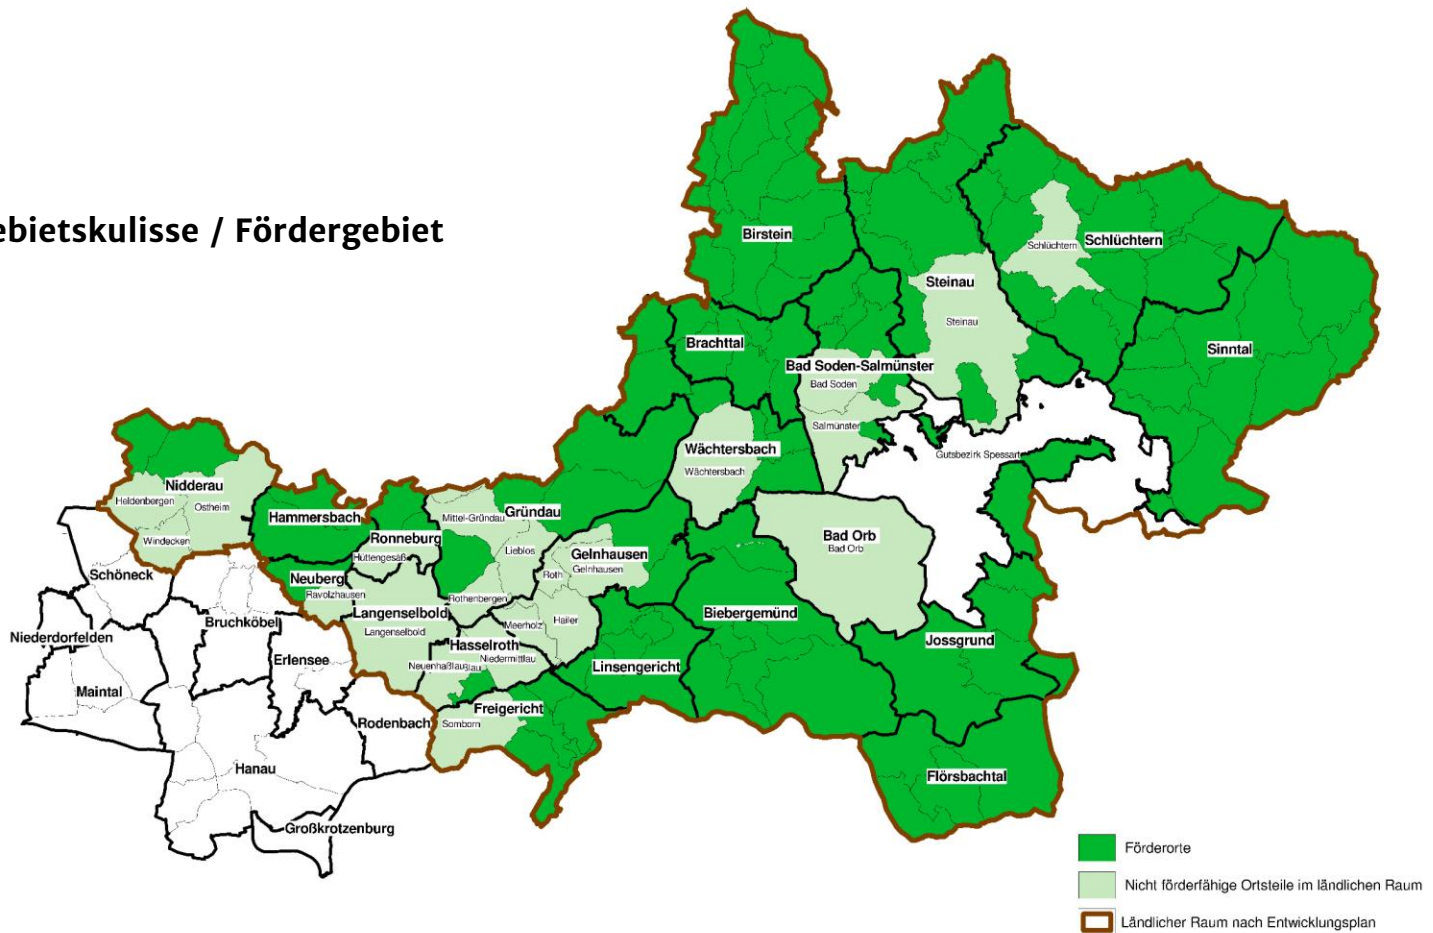 ebietskulisse / Fördergebiet
Birstein
Schlüchtern
Schlüchtern
Steinau
Steinau
Sinntal
Brachttal
Bad Soden-Salmünster
Bad Soden
Salmünster
Wächtersbach
Wächtersbach
Gutsbezirk Spessart
Nidderau
Heldenbergen
Ostheim
Windecken
Hammersbach
Ronneburg
Hüttengesäß
Mittel-Gründau
Gründau
Lieblos
Rothenbergen
Gelnhausen
Gelnhausen
Roth
Bad Orb
Bad Orb
Schöneck
Neuberg
Ravolzhausen
Langenselbold
Langenselbold
Meerholz
Hailer
Biebergemünd
Bruchköbel
Niederdorfelden
Hasselroth
Niedermittlau
Jossgrund
Erlensee
Linsengericht
Maintal
Freigericht
Somborn
Rodenbach
Hanau
Flörsbachtal
Großkrotzenburg
Förderorte
Nicht förderfähige Ortsteile im ländlichen Raum
Ländlicher Raum nach Entwicklungsplan